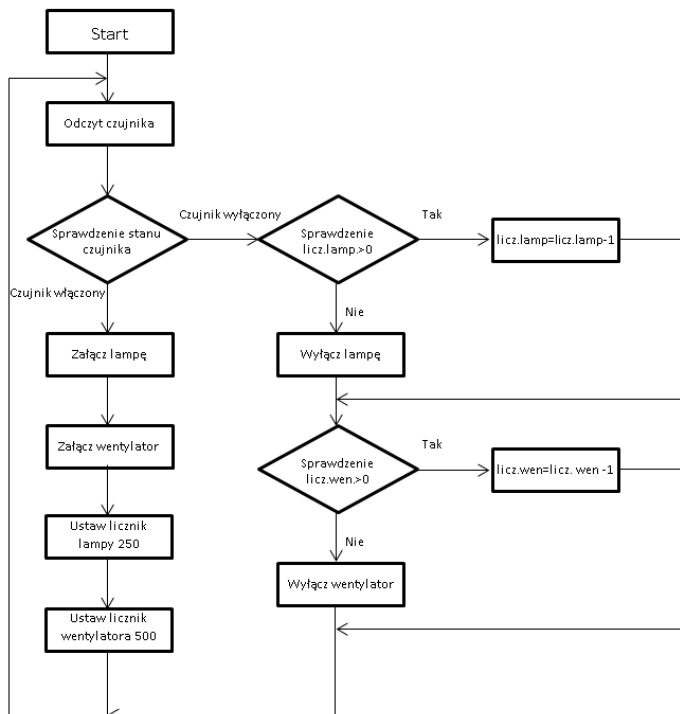 Start
Odczyt czujnika
Sprawdzenie stanu
czujnika
Czujnik wyłączony
Czujnik włączony
Sprawdzenie
licz.lamp.>0
Tak
licz.lamp=licz.lamp-1
Nie
Załącz lampę
Wyłącz lampę
Załącz wentylator
Sprawdzenie
licz.wen.>0
Tak
licz.wen=licz. wen -1
Nie
Ustaw licznik
lampy 250
Wyłącz wentylator
Ustaw licznik
wentylatora 500